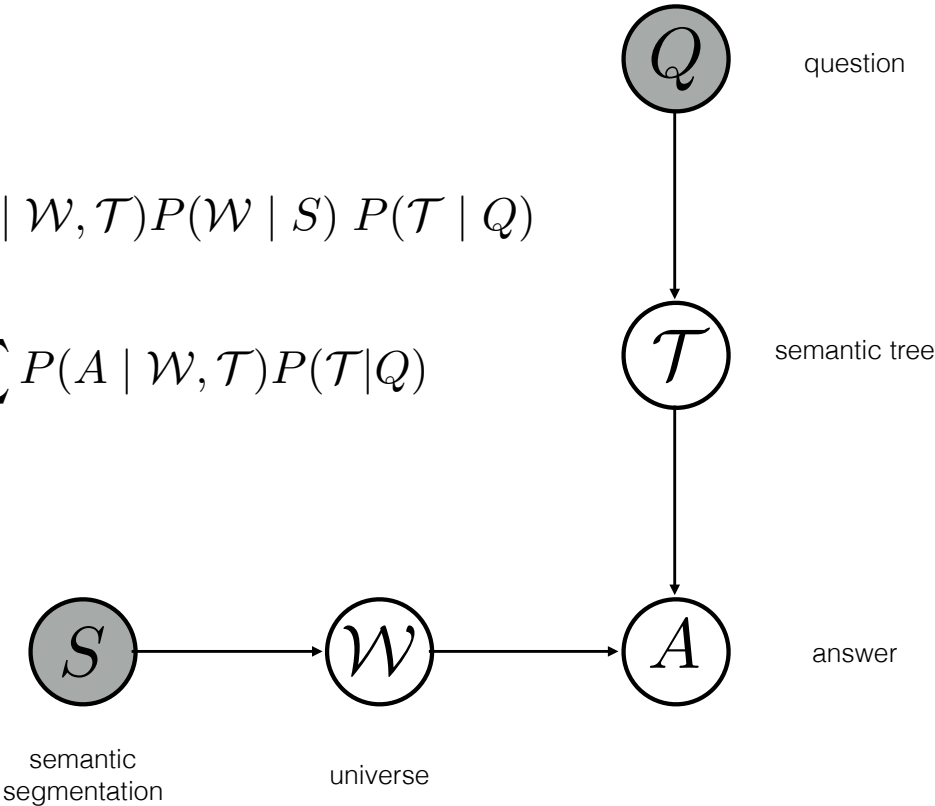 Q
question
| W, T)P(W | S) P(T | Q)
∑ P(A | W, T)P(T|Q)
T
semantic tree
S
W
A
answer
semantic
segmentation
universe